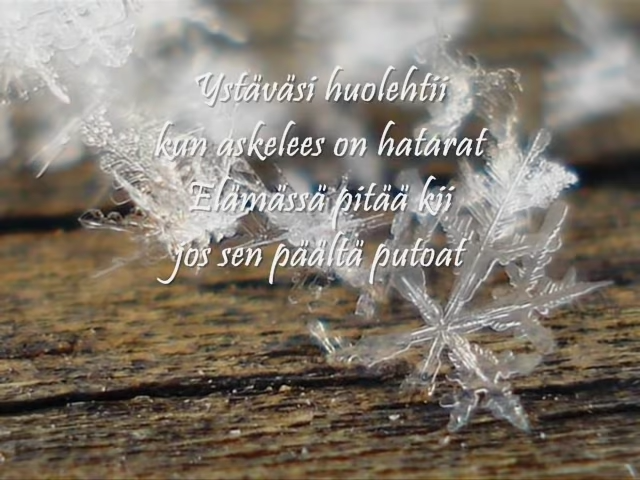 Ystäväsi huolehtii
kun askelees on hatarat
Elämässä pitää kii
jos sen päältä putoat